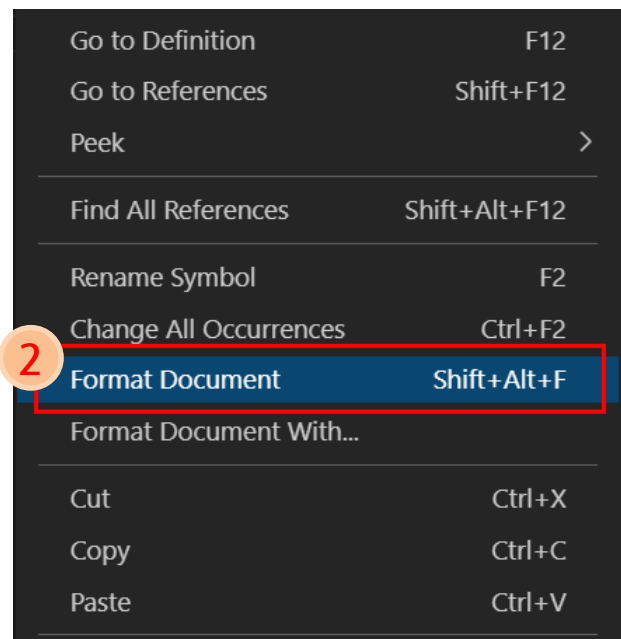 Go to Definition F12
Go to References Shift+F12
Peek
Find All References Shift+Alt+F12
Rename Symbol F2
Change All Occurrences Ctrl+F2
2
Format Document Shift+Alt+F
Format Document With...
Cut Ctrl+X
Copy Ctrl+C
Paste Ctrl+V